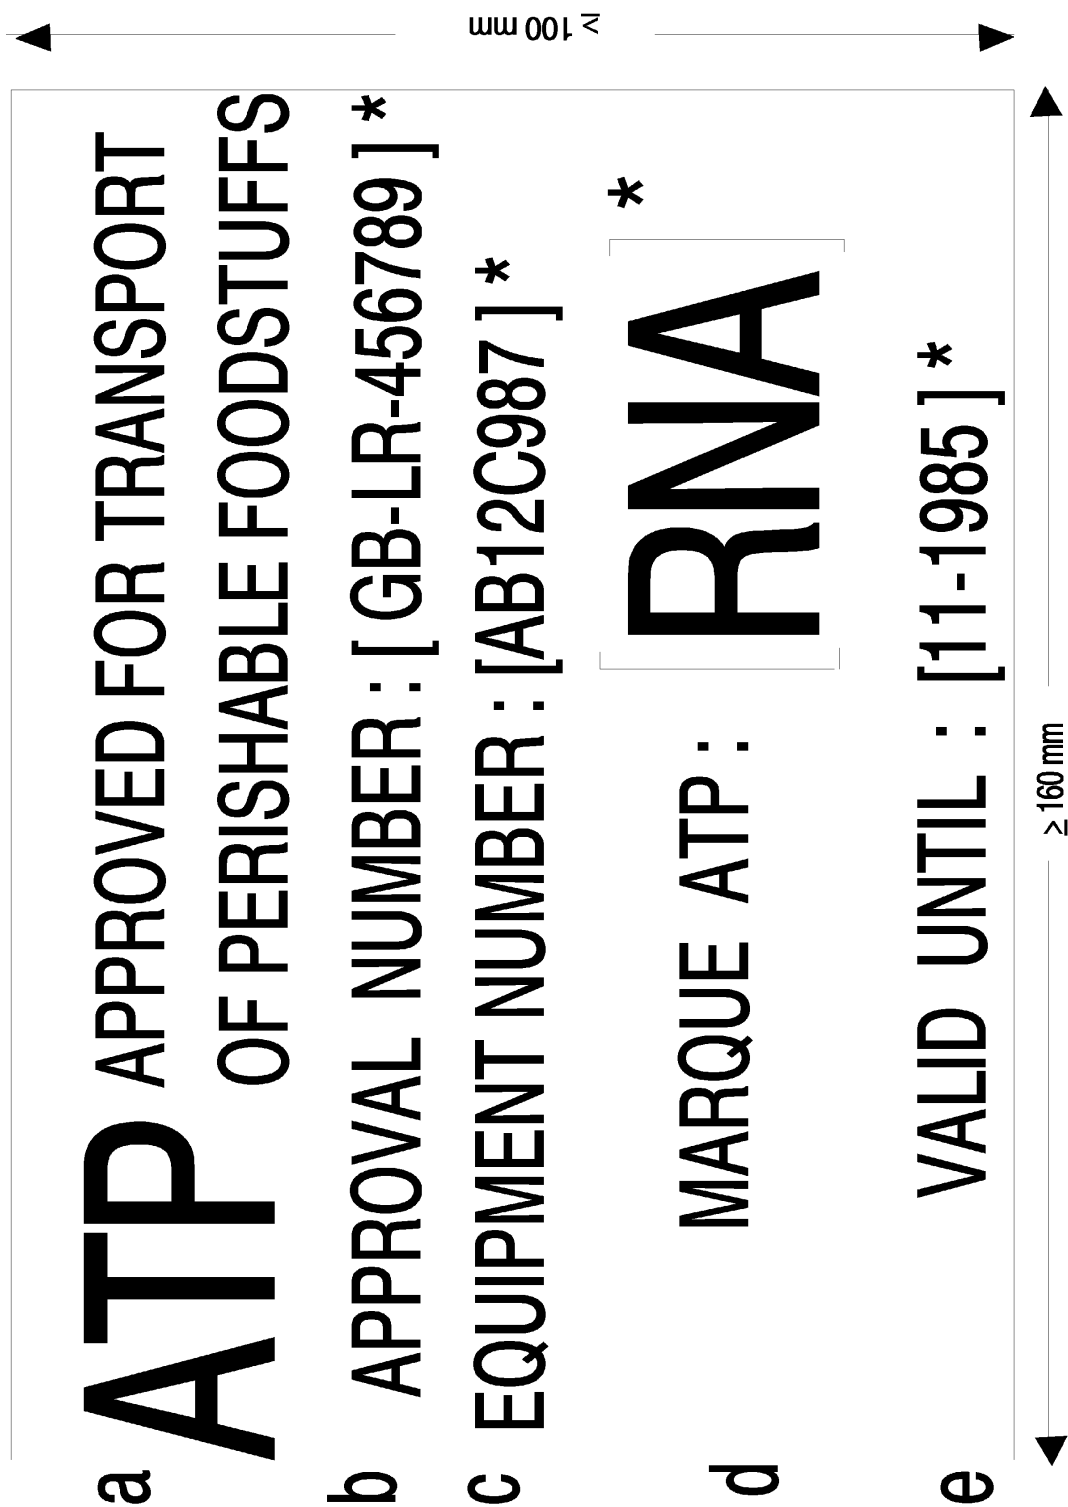 ≥ 100 mm
a ATP APPROVED FOR TRANSPORT
OF PERISHABLE FOODSTUFFS
b APPROVAL NUMBER : [ GB-LR-456789 ] *
c EQUIPMENT NUMBER : [AB12C987 ] *
d MARQUE ATP : [RNA] *
e VALID UNTIL : [11-1985 ] *
≥ 160 mm